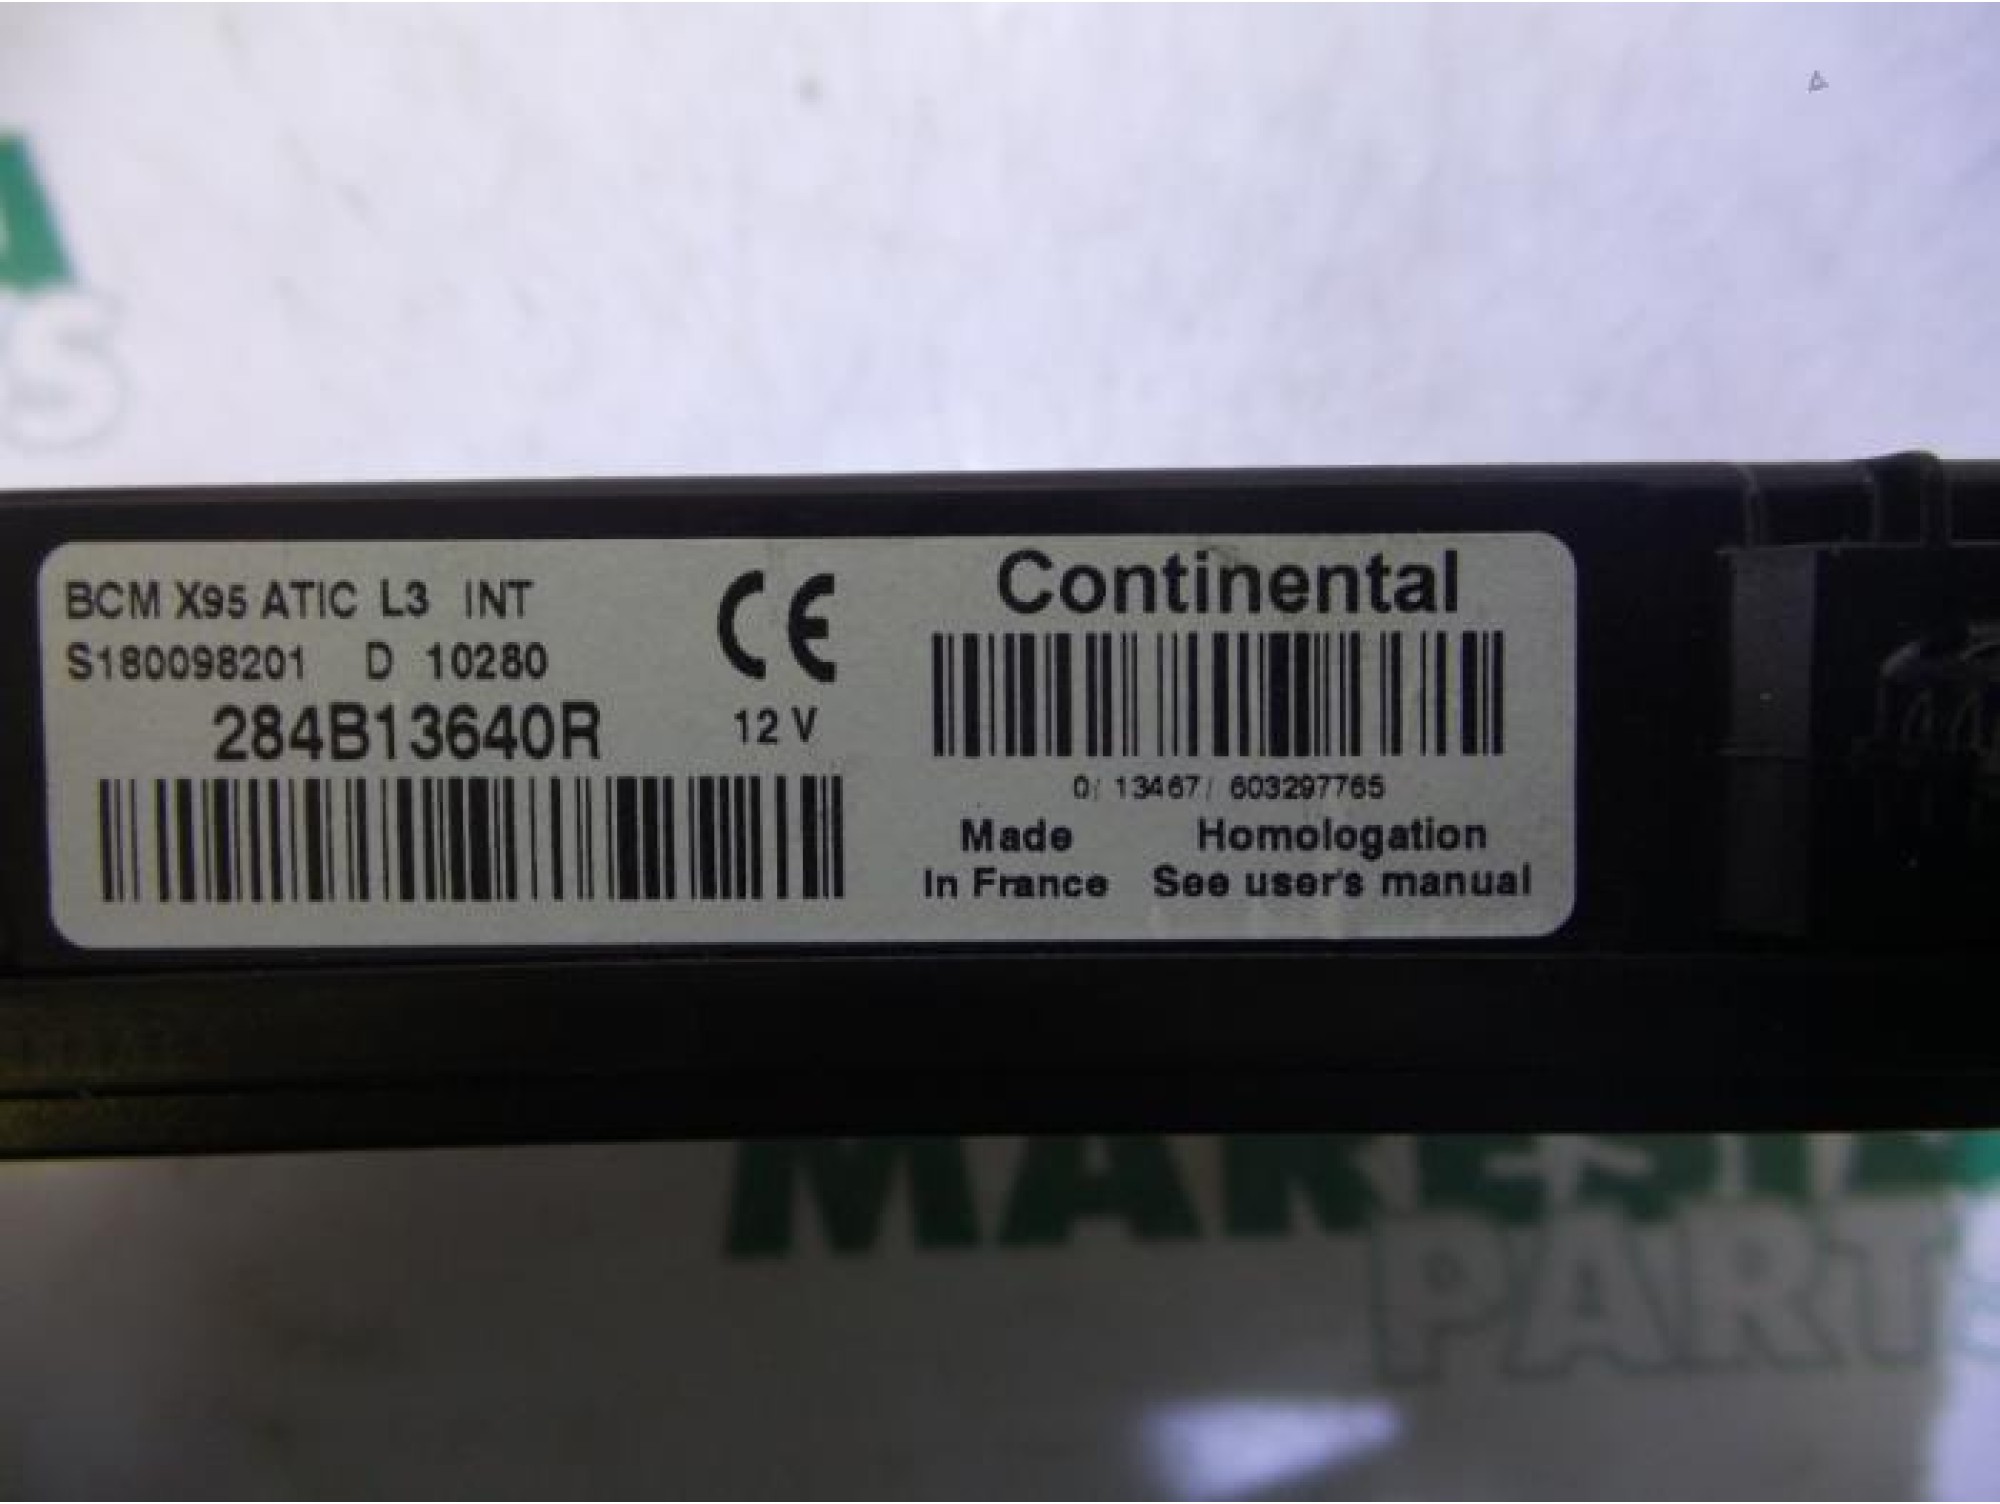 BCM X95 ATIC L3 INT
S180098201 D 10280
284B13640R
CE
12 V
Continental
0/ 13467/ 603297765
Made
In France
Homologation
See user's manual
PARTS